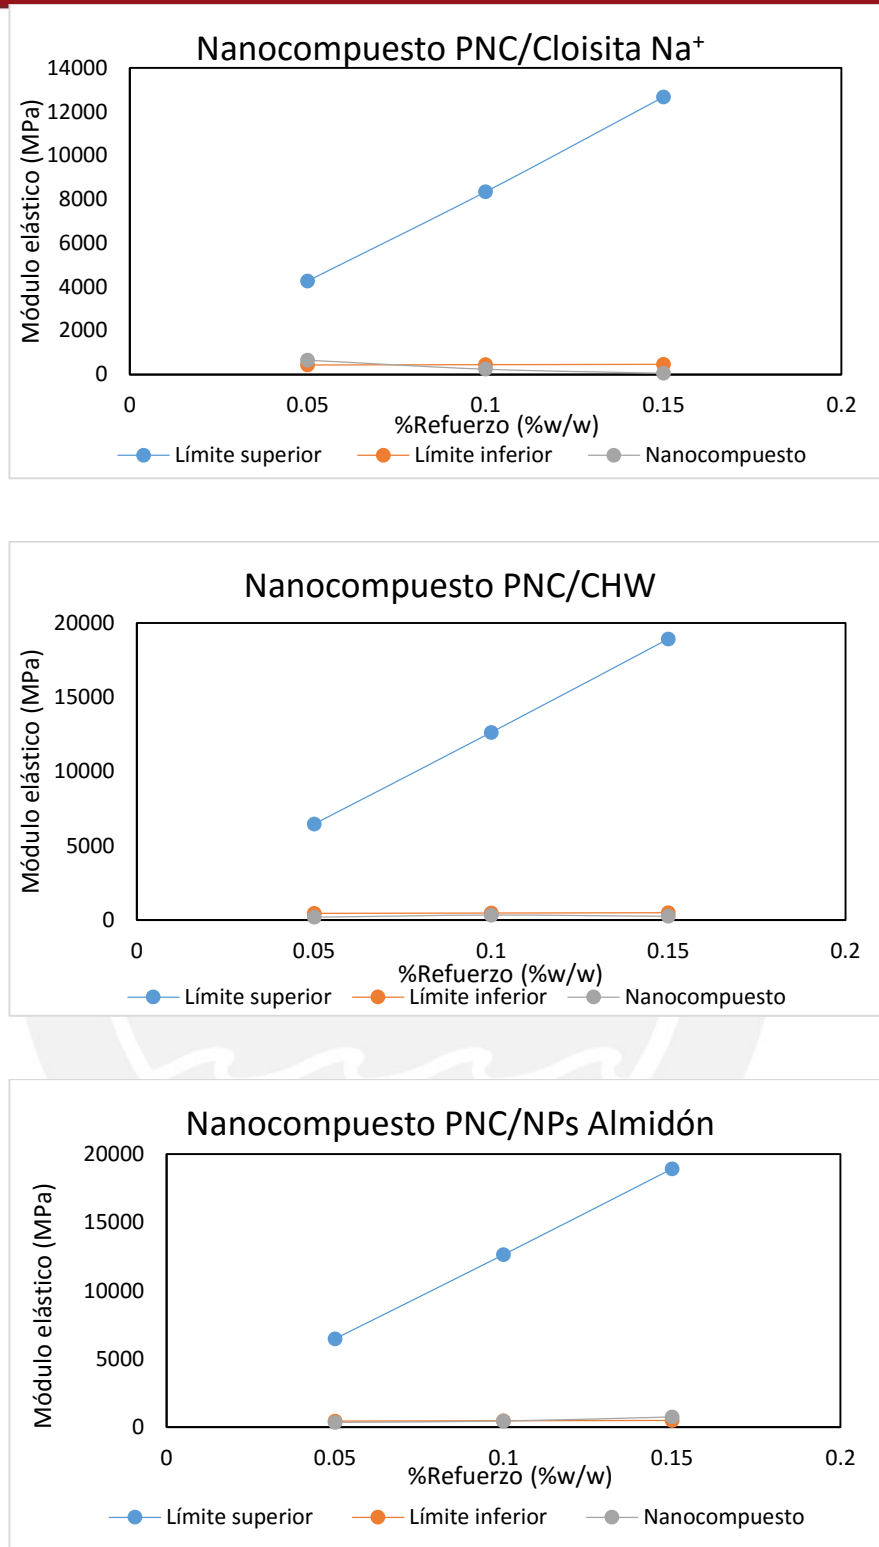 Nanocompuesto PNC/Cloisita Na⁺
Módulo elástico (MPa)
14000
12000
10000
8000
6000
4000
2000
0
0 0.05 0.1 0.15 0.2
%Refuerzo (%w/w)
Límite superior Límite inferior Nanocompuesto
Nanocompuesto PNC/CHW
Módulo elástico (MPa)
20000
15000
10000
5000
0
0 0.05 0.1 0.15 0.2
%Refuerzo (%w/w)
Límite superior Límite inferior Nanocompuesto
Nanocompuesto PNC/NPs Almidón
Módulo elástico (MPa)
20000
15000
10000
5000
0
0 0.05 0.1 0.15 0.2
%Refuerzo (%w/w)
Límite superior Límite inferior Nanocompuesto